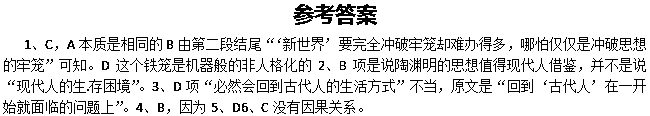 参考答案
1、C，A本质是相同的B由第二段结尾“‘新世界’要完全冲破牢笼却难办得多，哪怕仅仅是冲破思想
的牢笼”可知。D这个铁笼是机器般的非人格化的2、B项是说陶渊明的思想值得现代人借鉴，并不是说
“现代人的生.存困境”。3、D项“必然会回到古代人的生活方式”不当，原文是“回到‘古代人’在一开
始就面临的问题上”。4、B，因为5、D6、C没有因果关系。